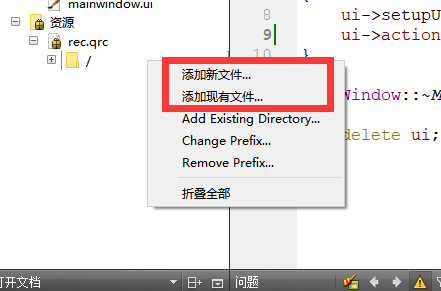 mainwindow.ui
资源
rec.qrc
/
添加新文件...
添加现有文件...
Add Existing Directory...
Change Prefix...
Remove Prefix...
折叠全部
8 ui->setupU
9 ui->action
}
Window::~M
delete ui;
打开文档
问题